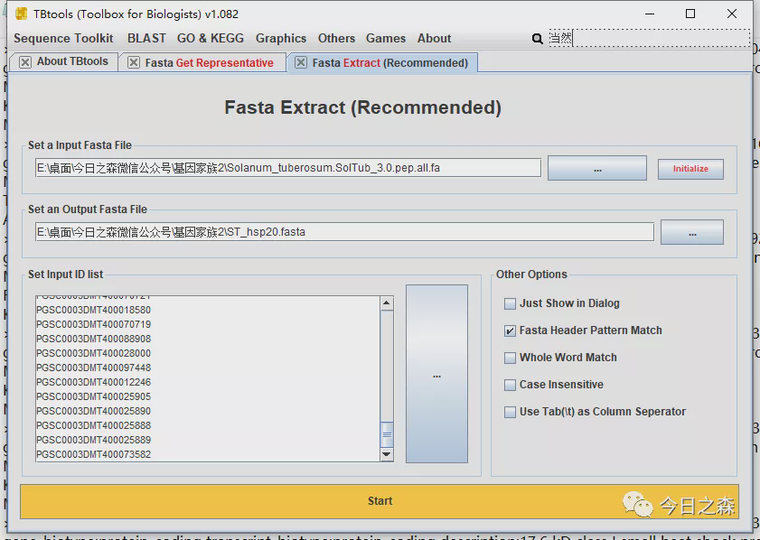 TBtools (Toolbox for Biologists) v1.082
Sequence Toolkit BLAST GO & KEGG Graphics Others Games About 当然
About TBtools Fasta Get Representative Fasta Extract (Recommended)
Fasta Extract (Recommended)
Set a Input Fasta File
E:\桌面\今日之森微信公众号\基因家族2\Solanum_tuberosum.SolTub_3.0.pep.all.fa ... Initialize
Set an Output Fasta File
E:\桌面\今日之森微信公众号\基因家族2\ST_hsp20.fasta ...
Set Input ID list
PGSC0003DMT400070721
PGSC0003DMT400018580
PGSC0003DMT400070719
PGSC0003DMT400088908
PGSC0003DMT400028000
PGSC0003DMT400097448
PGSC0003DMT400012246
PGSC0003DMT400025905
PGSC0003DMT400025890
PGSC0003DMT400025888
PGSC0003DMT400025889
PGSC0003DMT400073582
...
Other Options
Just Show in Dialog
Fasta Header Pattern Match
Whole Word Match
Case Insensitive
Use Tab(\t) as Column Seperator
Start
今日之森